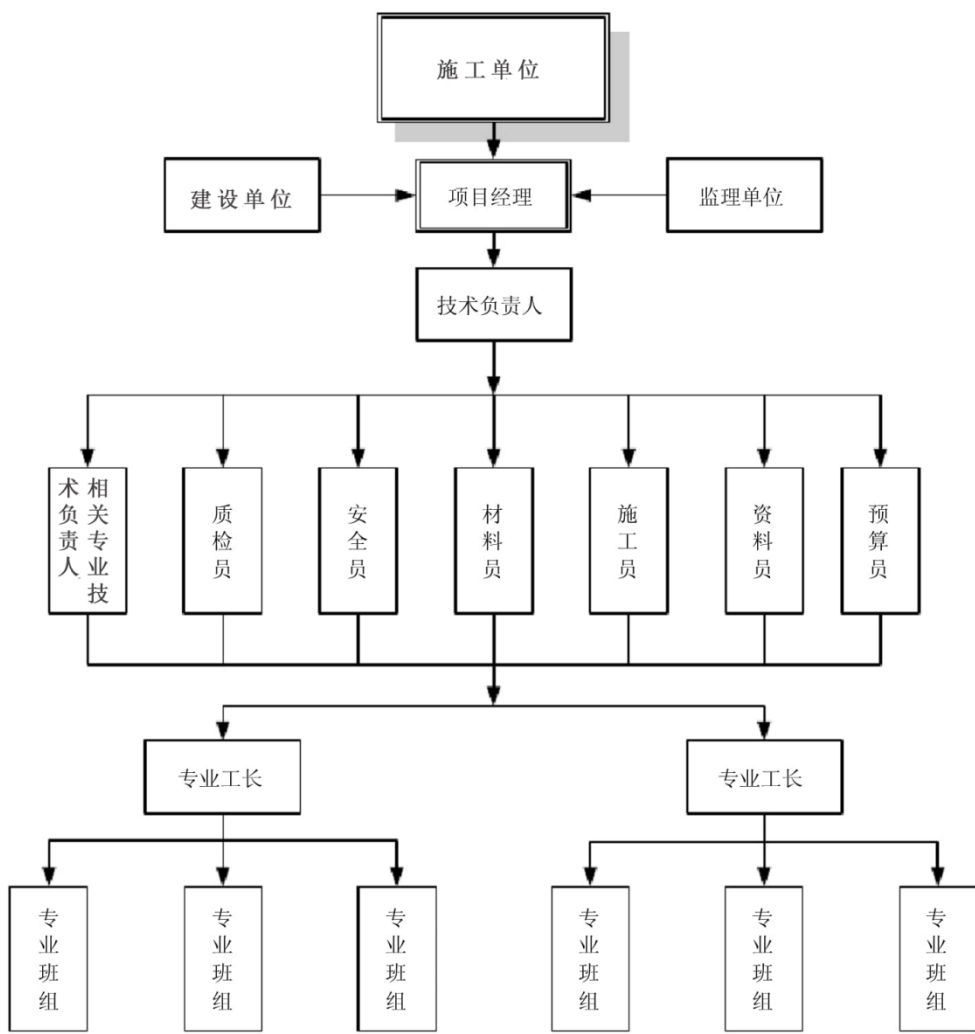 施工单位
建设单位
项目经理
监理单位
技术负责人
相关专业技
术负责人
质检员
安全员
材料员
施工员
资料员
预算员
专业工长
专业工长
专业班组
专业班组
专业班组
专业班组
专业班组
专业班组